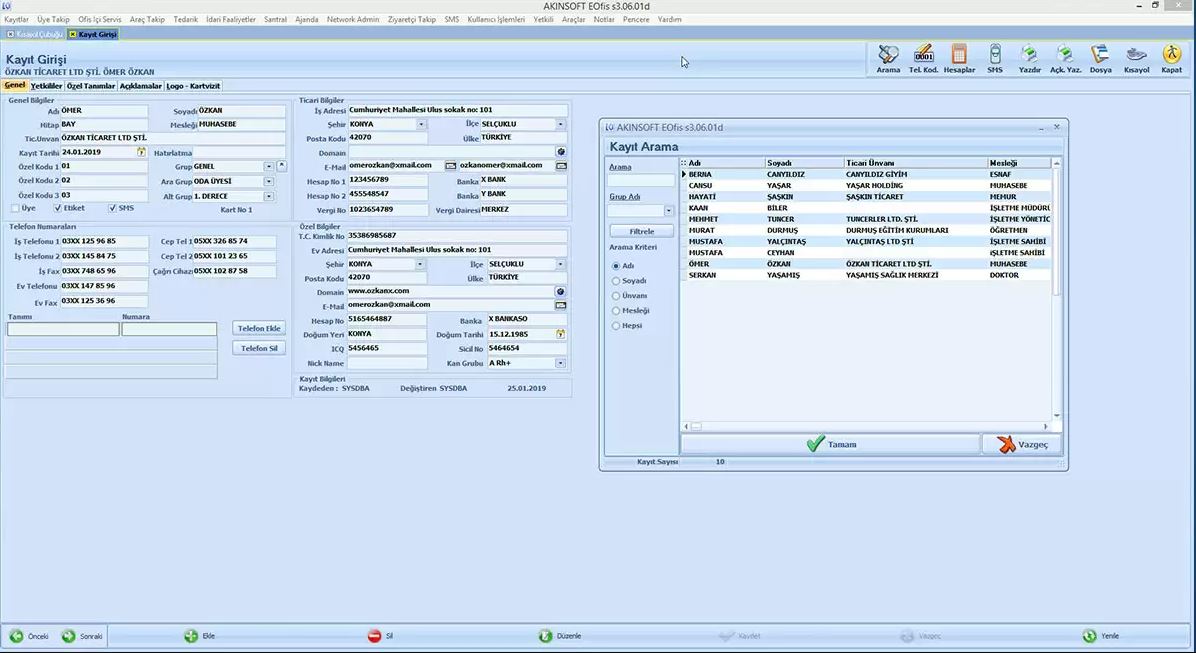 AKINSOFT EOfis s3.06.01d
Kayıtlar Üye Takip Ofis İçi Servis Araç Takip Tedarik İdari Faaliyetler Santral Ajanda Network Admin Ziyaretçi Takip SMS Kullanıcı İşlemleri Yetkili Araçlar Notlar Pencere Yardım
Kısayol Çubuğu Kayıt Girişi
Kayıt Girişi
ÖZKAN TİCARET LTD ŞTİ. ÖMER ÖZKAN
Arama Tel. Kod. Hesaplar SMS Yazdır Açk. Yaz. Dosya Kısayol Kapat
Genel Yetkililer Özel Tanımlar Açıklamalar Logo - Kartvizit
Genel Bilgiler
Adı ÖMER Soyadı ÖZKAN
Hitap BAY Mesleği MUHASEBE
Tic.Unvan ÖZKAN TİCARET LTD ŞTİ.
Kayıt Tarihi 24.01.2019 Hatırlatma
Özel Kodu 1 01 Grup GENEL
Özel Kodu 2 02 Ara Grup ODA ÜYESİ
Özel Kodu 3 03 Alt Grup 1. DERECE
Üye Etiket SMS Kart No 1
Telefon Numaraları
İş Telefonu 1 03XX 125 96 85 Cep Tel 1 05XX 326 85 74
İş Telefonu 2 03XX 145 84 75 Cep Tel 2 05XX 101 23 65
İş Fax 03XX 748 65 96 Çağrı Cihazı 05XX 102 87 58
Ev Telefonu 03XX 147 85 96
Ev Fax 03XX 125 36 96
Tanımı Numara
Telefon Ekle
Telefon Sil
Ticari Bilgiler
İş Adresi Cumhuriyet Mahallesi Ulus sokak no: 101
Şehir KONYA İlçe SELÇUKLU
Posta Kodu 42070 Ülke TÜRKİYE
Domain
E-Mail omerozkan@xmail.com ozkanomer@xmail.com
Hesap No 1 123456789 Banka X BANK
Hesap No 2 455548547 Banka Y BANK
Vergi No 1023654789 Vergi Dairesi MERKEZ
Özel Bilgiler
T.C. Kimlik No 35386985687
Ev Adresi Cumhuriyet Mahallesi Ulus sokak no: 101
Şehir KONYA İlçe SELÇUKLU
Posta Kodu 42070 Ülke TÜRKİYE
Domain www.ozkanx.com
E-Mail omerozkan@xmail.com
Hesap No 5165464887 Banka X BANKASO
Doğum Yeri KONYA Doğum Tarihi 15.12.1985
ICQ 5456465 Sicil No 5464654
Nick Name Kan Grubu A Rh+
Kayıt Bilgileri
Kaydeden : SYSDBA Değiştiren SYSDBA 25.01.2019
AKINSOFT EOfis s3.06.01d
Kayıt Arama
Arama
Grup Adı
Filtrele
Arama Kriteri
Adı
Soyadı
Ünvanı
Mesleği
Hepsi
Adı Soyadı Ticari Ünvanı Mesleği
BERNA CANYILDIZ CANYILDIZ GİYİM ESNAF
CANSU YAŞAR YAŞAR HOLDİNG MUHASEBE
HAYATİ ŞAŞKIN ŞAŞKIN TİCARET MEMUR
KAAN BİLER İŞLETME MÜDÜRÜ
MEHMET TUNCER TUNCERLER LTD. ŞTİ. İŞLETME YÖNETİC
MURAT DURMUŞ DURMUŞ EĞİTİM KURUMLARI ÖĞRETMEN
MUSTAFA YALÇINTAŞ YALÇINTAŞ LTD ŞTİ İŞLETME SAHİBİ
MUSTAFA CEYHAN İŞLETME SAHİBİ
ÖMER ÖZKAN ÖZKAN TİCARET LTD ŞTİ. MUHASEBE
SERKAN YAŞAMIŞ YAŞAMIŞ SAĞLIK MERKEZİ DOKTOR
Tamam Vazgeç
Kayıt Sayısı 10
Önceki Sonraki Ekle Sil Düzenle Kaydet Vazgeç Yenile